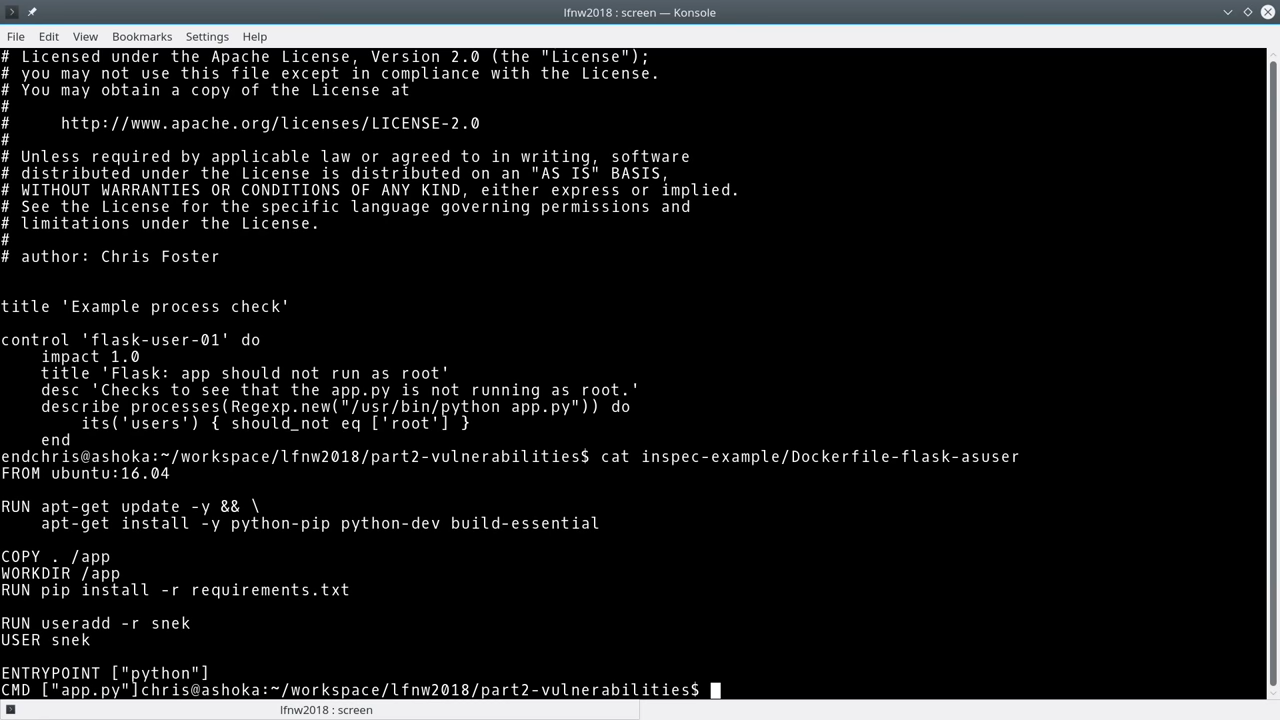 lfnw2018 : screen — Konsole
File Edit View Bookmarks Settings Help
# Licensed under the Apache License, Version 2.0 (the "License");
# you may not use this file except in compliance with the License.
# You may obtain a copy of the License at
#
#     http://www.apache.org/licenses/LICENSE-2.0
#
# Unless required by applicable law or agreed to in writing, software
# distributed under the License is distributed on an "AS IS" BASIS,
# WITHOUT WARRANTIES OR CONDITIONS OF ANY KIND, either express or implied.
# See the License for the specific language governing permissions and
# limitations under the License.
#
# author: Chris Foster
title 'Example process check'
control 'flask-user-01' do
    impact 1.0
    title 'Flask: app should not run as root'
    desc 'Checks to see that the app.py is not running as root.'
    describe processes(Regexp.new("/usr/bin/python app.py")) do
        its('users') { should_not eq ['root'] }
    end
endchris@ashoka:~/workspace/lfnw2018/part2-vulnerabilities$ cat inspec-example/Dockerfile-flask-asuser
FROM ubuntu:16.04
RUN apt-get update -y && \
    apt-get install -y python-pip python-dev build-essential
COPY . /app
WORKDIR /app
RUN pip install -r requirements.txt
RUN useradd -r snek
USER snek
ENTRYPOINT ["python"]
CMD ["app.py"]chris@ashoka:~/workspace/lfnw2018/part2-vulnerabilities$
lfnw2018 : screen